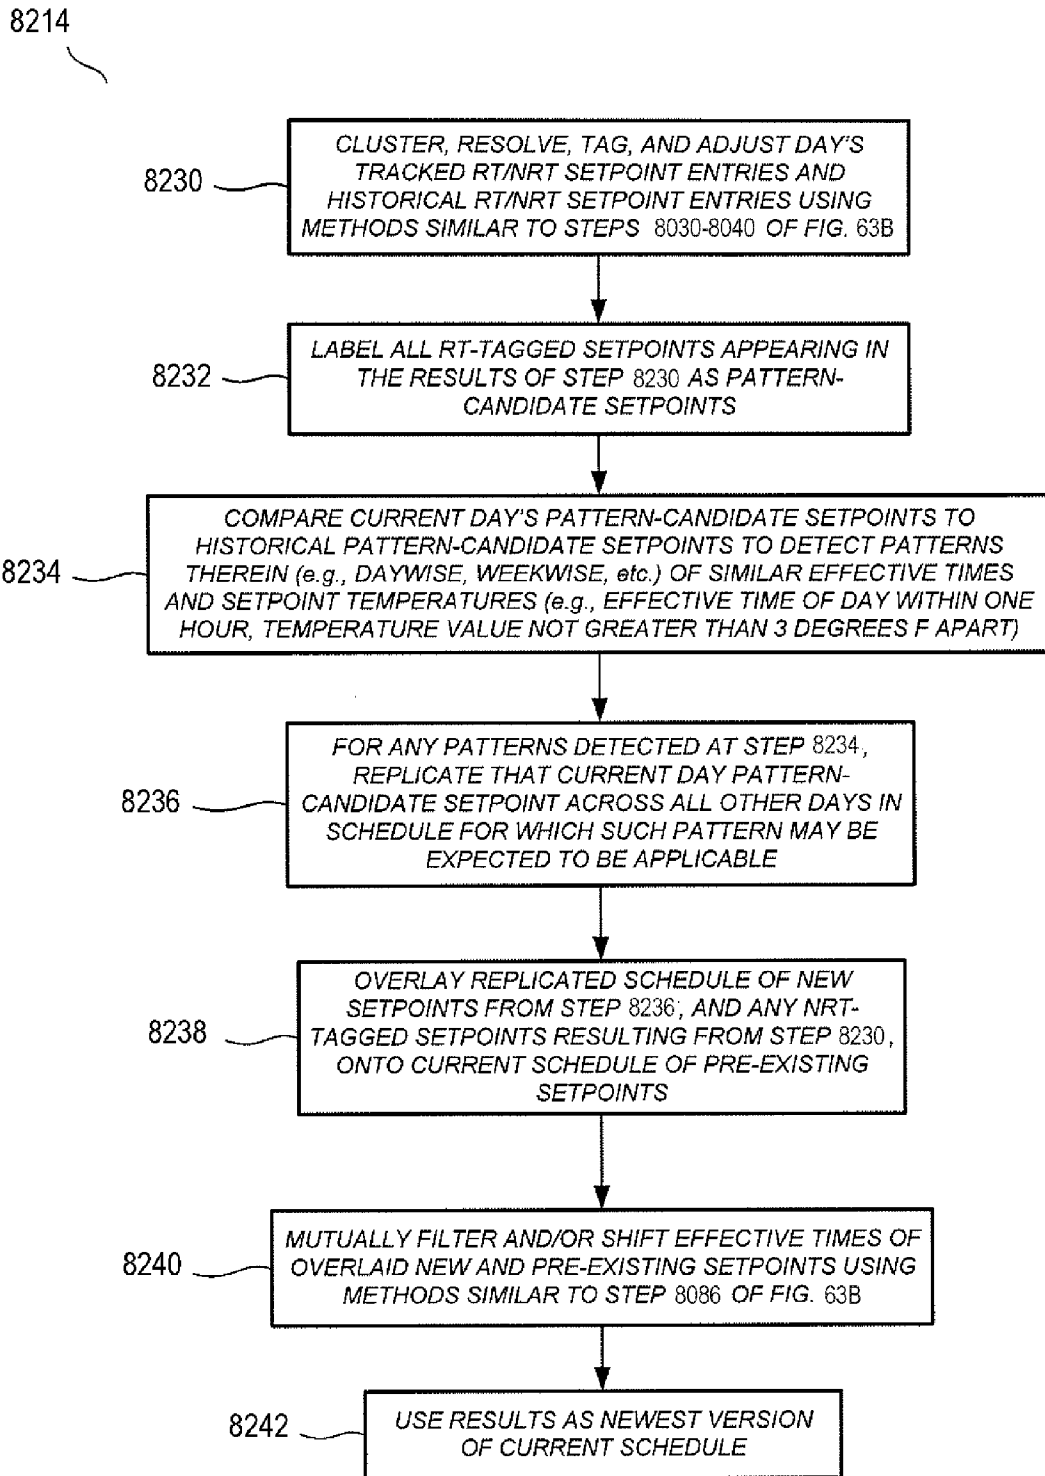 8214
8230
CLUSTER, RESOLVE, TAG, AND ADJUST DAY'S
TRACKED RT/NRT SETPOINT ENTRIES AND
HISTORICAL RT/NRT SETPOINT ENTRIES USING
METHODS SIMILAR TO STEPS 8030-8040 OF FIG. 63B
8232
LABEL ALL RT-TAGGED SETPOINTS APPEARING IN
THE RESULTS OF STEP 8230 AS PATTERN-
CANDIDATE SETPOINTS
8234
COMPARE CURRENT DAY'S PATTERN-CANDIDATE SETPOINTS TO
HISTORICAL PATTERN-CANDIDATE SETPOINTS TO DETECT PATTERNS
THEREIN (e.g., DAYWISE, WEEKWISE, etc.) OF SIMILAR EFFECTIVE TIMES
AND SETPOINT TEMPERATURES (e.g., EFFECTIVE TIME OF DAY WITHIN ONE
HOUR, TEMPERATURE VALUE NOT GREATER THAN 3 DEGREES F APART)
8236
FOR ANY PATTERNS DETECTED AT STEP 8234,
REPLICATE THAT CURRENT DAY PATTERN-
CANDIDATE SETPOINT ACROSS ALL OTHER DAYS IN
SCHEDULE FOR WHICH SUCH PATTERN MAY BE
EXPECTED TO BE APPLICABLE
8238
OVERLAY REPLICATED SCHEDULE OF NEW
SETPOINTS FROM STEP 8236, AND ANY NRT-
TAGGED SETPOINTS RESULTING FROM STEP 8230,
ONTO CURRENT SCHEDULE OF PRE-EXISTING
SETPOINTS
8240
MUTUALLY FILTER AND/OR SHIFT EFFECTIVE TIMES OF
OVERLAID NEW AND PRE-EXISTING SETPOINTS USING
METHODS SIMILAR TO STEP 8086 OF FIG. 63B
8242
USE RESULTS AS NEWEST VERSION
OF CURRENT SCHEDULE